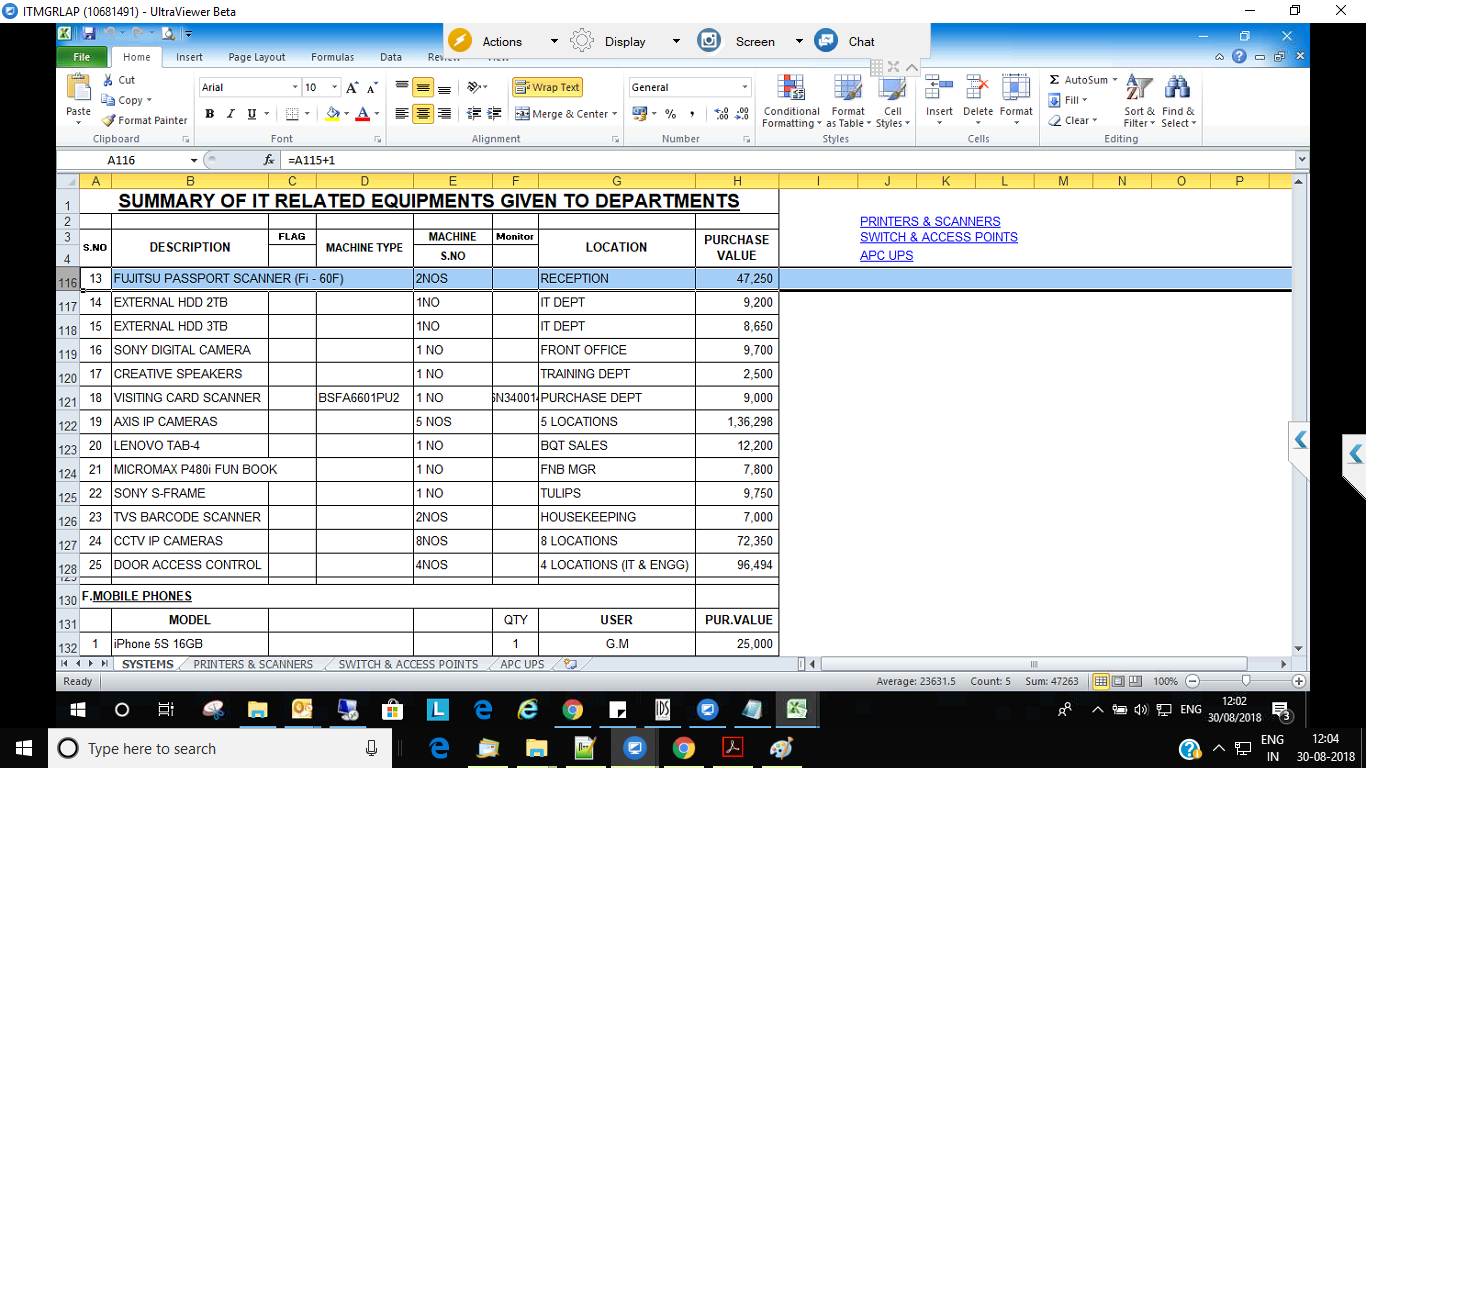 ITMGRLAP (10681491) - UltraViewer Beta
Actions Display Screen Chat
File Home Insert Page Layout Formulas Data
Cut
Copy
Format Painter
Paste
Clipboard
Arial 10
B I U
Font
Wrap Text
Merge & Center
Alignment
General
% ,
Number
Conditional Formatting
Format as Table
Cell Styles
Styles
Insert Delete Format
Cells
AutoSum
Fill
Clear
Sort & Filter
Find & Select
Editing
A116 fx =A115+1
A B C D E F G H I J K L M N O P
1 SUMMARY OF IT RELATED EQUIPMENTS GIVEN TO DEPARTMENTS
2 PRINTERS & SCANNERS
3 SWITCH & ACCESS POINTS
4 APC UPS
S.NO DESCRIPTION FLAG MACHINE TYPE MACHINE S.NO Monitor LOCATION PURCHASE VALUE
116 13 FUJITSU PASSPORT SCANNER (Fi - 60F) 2NOS RECEPTION 47,250
117 14 EXTERNAL HDD 2TB 1NO IT DEPT 9,200
118 15 EXTERNAL HDD 3TB 1NO IT DEPT 8,650
119 16 SONY DIGITAL CAMERA 1 NO FRONT OFFICE 9,700
120 17 CREATIVE SPEAKERS 1 NO TRAINING DEPT 2,500
121 18 VISITING CARD SCANNER BSFA6601PU2 1 NO PURCHASE DEPT 9,000
122 19 AXIS IP CAMERAS 5 NOS 5 LOCATIONS 1,36,298
123 20 LENOVO TAB-4 1 NO BQT SALES 12,200
124 21 MICROMAX P480i FUN BOOK 1 NO FNB MGR 7,800
125 22 SONY S-FRAME 1 NO TULIPS 9,750
126 23 TVS BARCODE SCANNER 2NOS HOUSEKEEPING 7,000
127 24 CCTV IP CAMERAS 8NOS 8 LOCATIONS 72,350
128 25 DOOR ACCESS CONTROL 4NOS 4 LOCATIONS (IT & ENGG) 96,494
130 F.MOBILE PHONES
131 MODEL QTY USER PUR.VALUE
132 1 iPhone 5S 16GB 1 G.M 25,000
SYSTEMS PRINTERS & SCANNERS SWITCH & ACCESS POINTS APC UPS
Ready Average: 23631.5 Count: 5 Sum: 47263 100%
L IDS ENG 12:02
30/08/2018 3
Type here to search
ENG
IN
12:04
30-08-2018